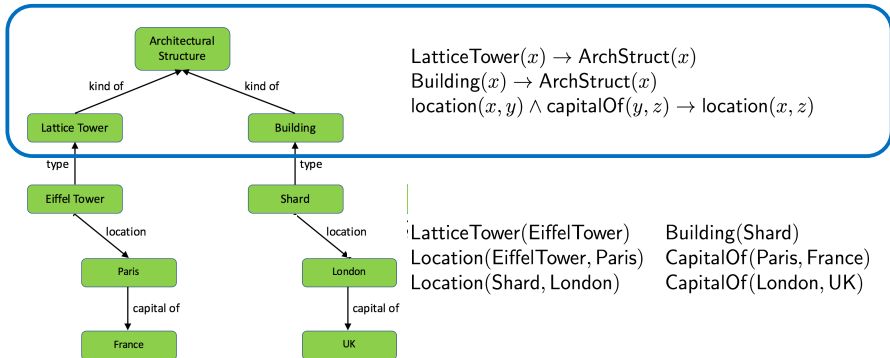 Architectural
Structure
kind of
kind of
Lattice Tower
Building
LatticeTower(x) → ArchStruct(x)
Building(x) → ArchStruct(x)
location(x, y) ∧ capitalOf(y, z) → location(x, z)
type
type
Eiffel Tower
Shard
location
location
Paris
London
capital of
capital of
France
UK
LatticeTower(EiffelTower) Building(Shard)
Location(EiffelTower, Paris) CapitalOf(Paris, France)
Location(Shard, London) CapitalOf(London, UK)